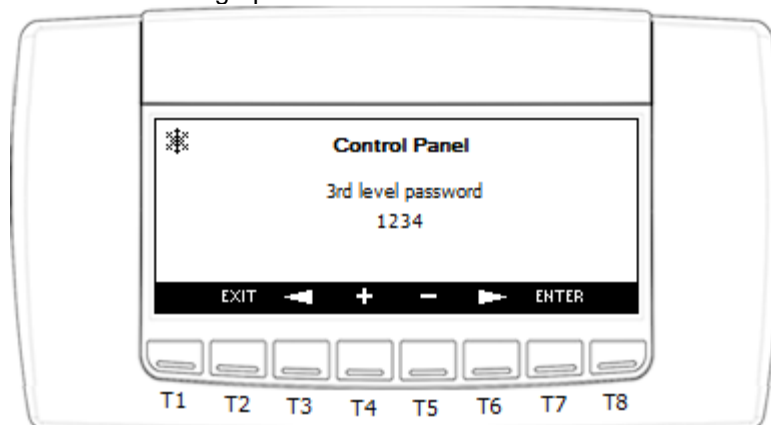 Control Panel
3rd level password
1234
EXIT + - ENTER
T1 T2 T3 T4 T5 T6 T7 T8